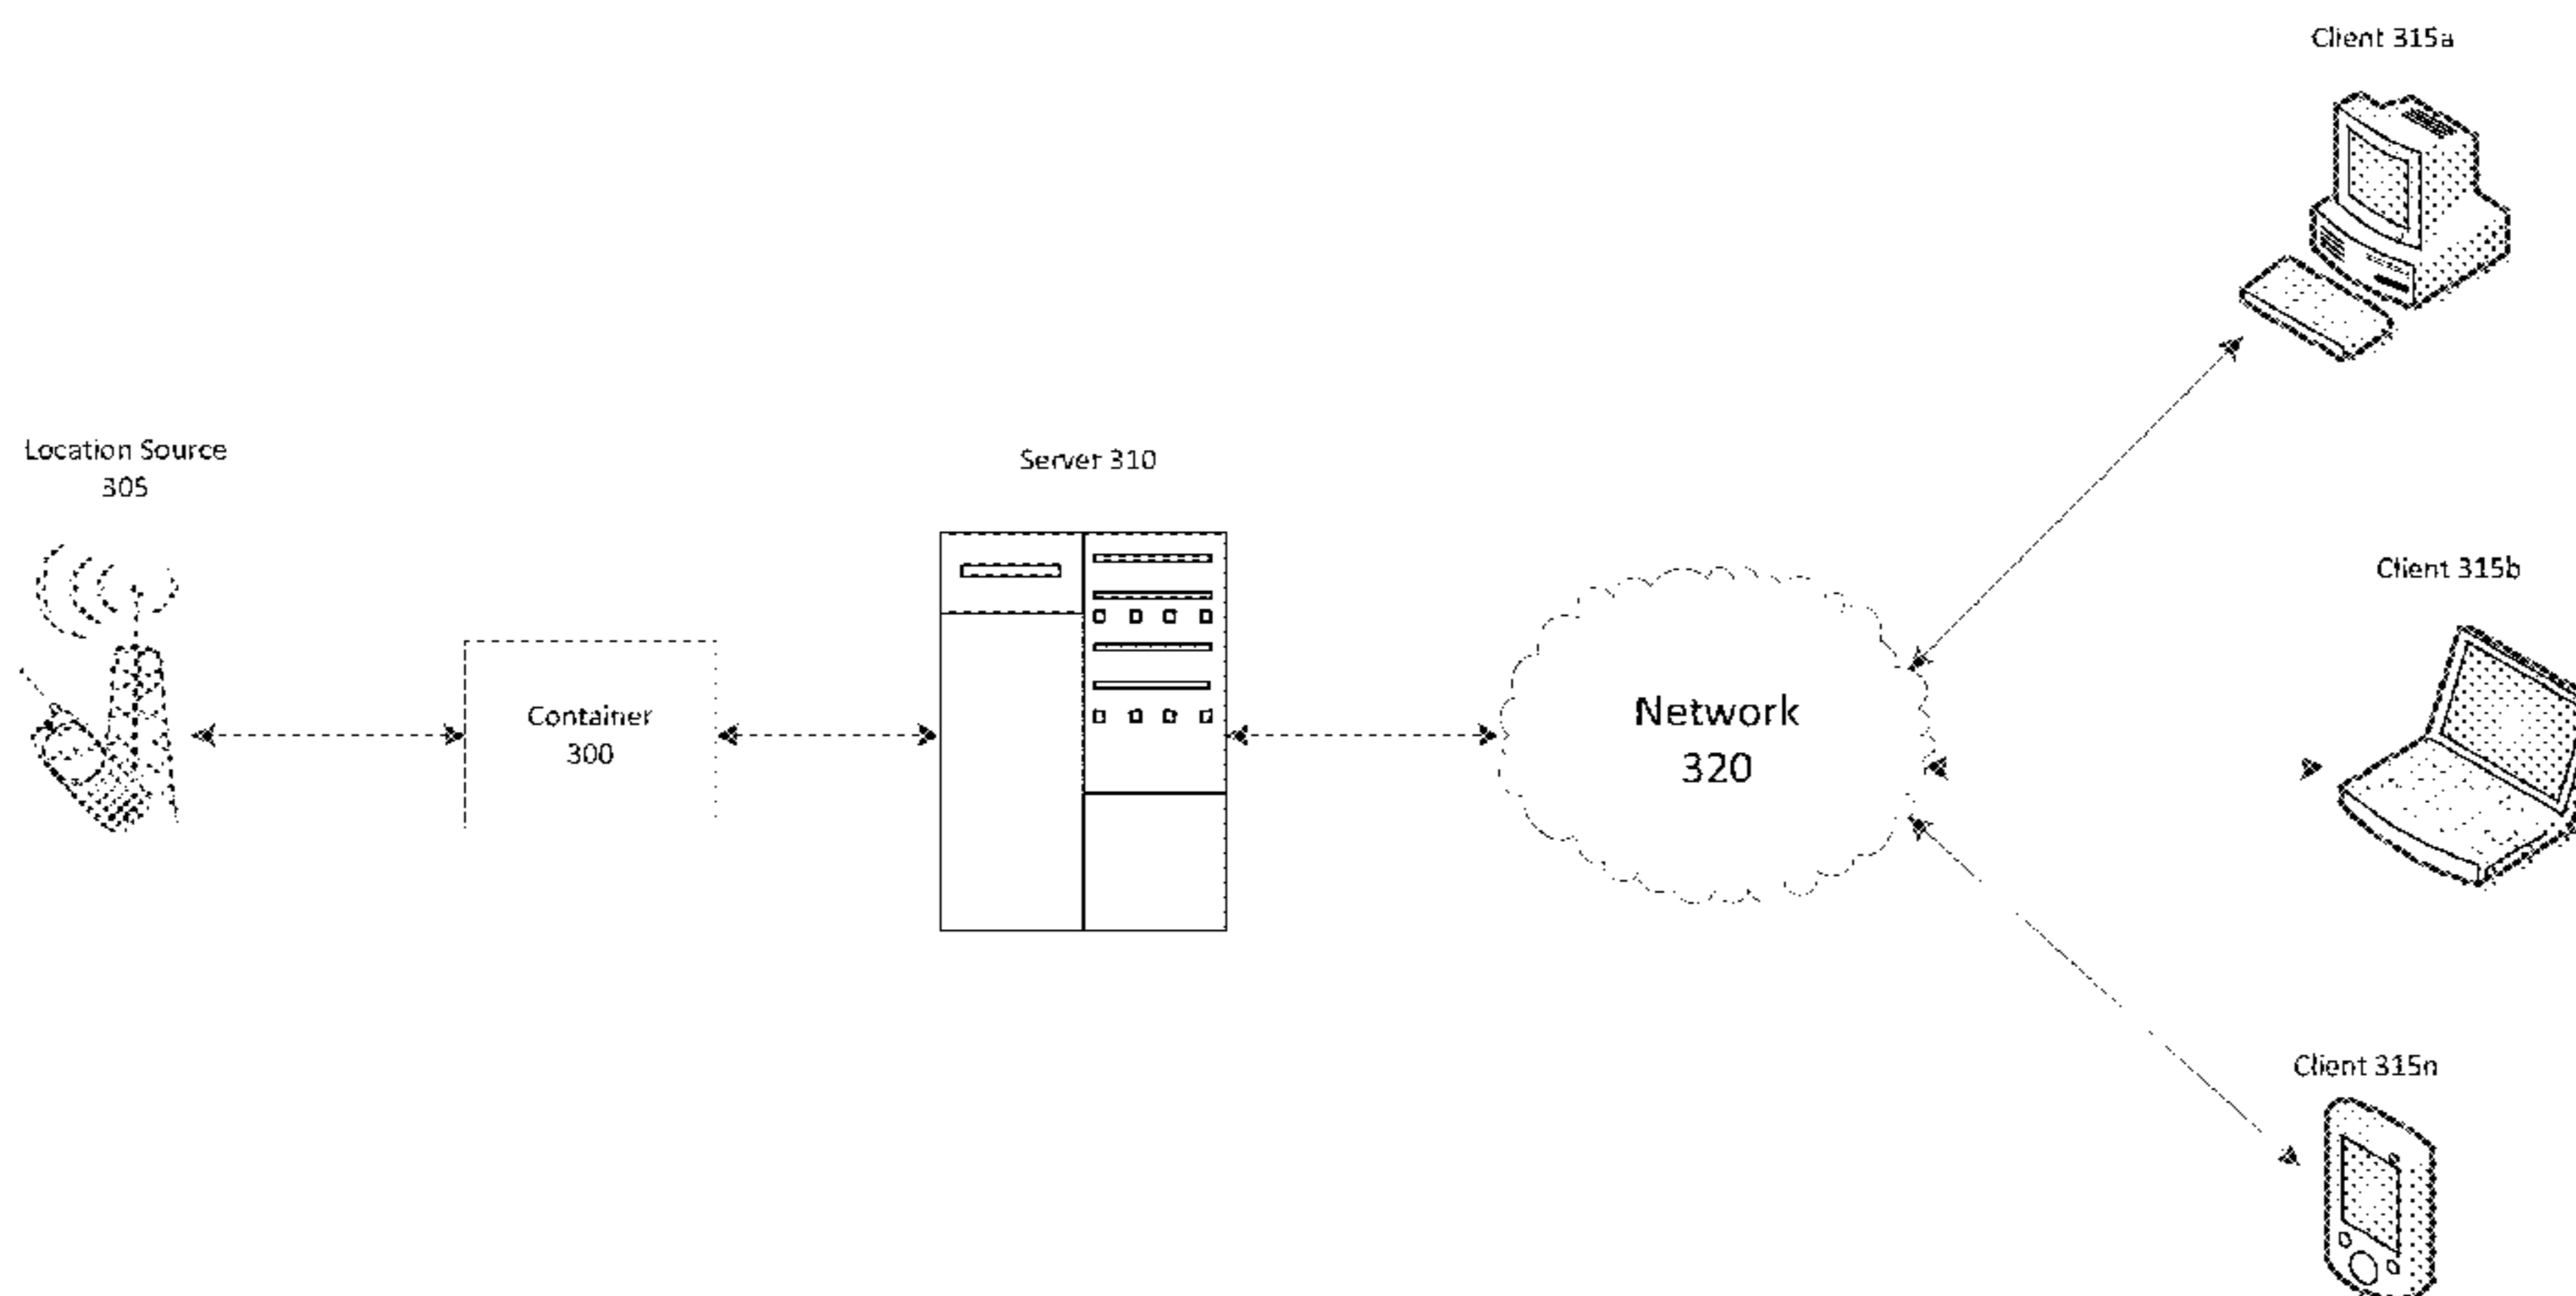 Client 315a
Location Source
305
Server 310
Client 315b
Container
300
Network
320
Client 315n